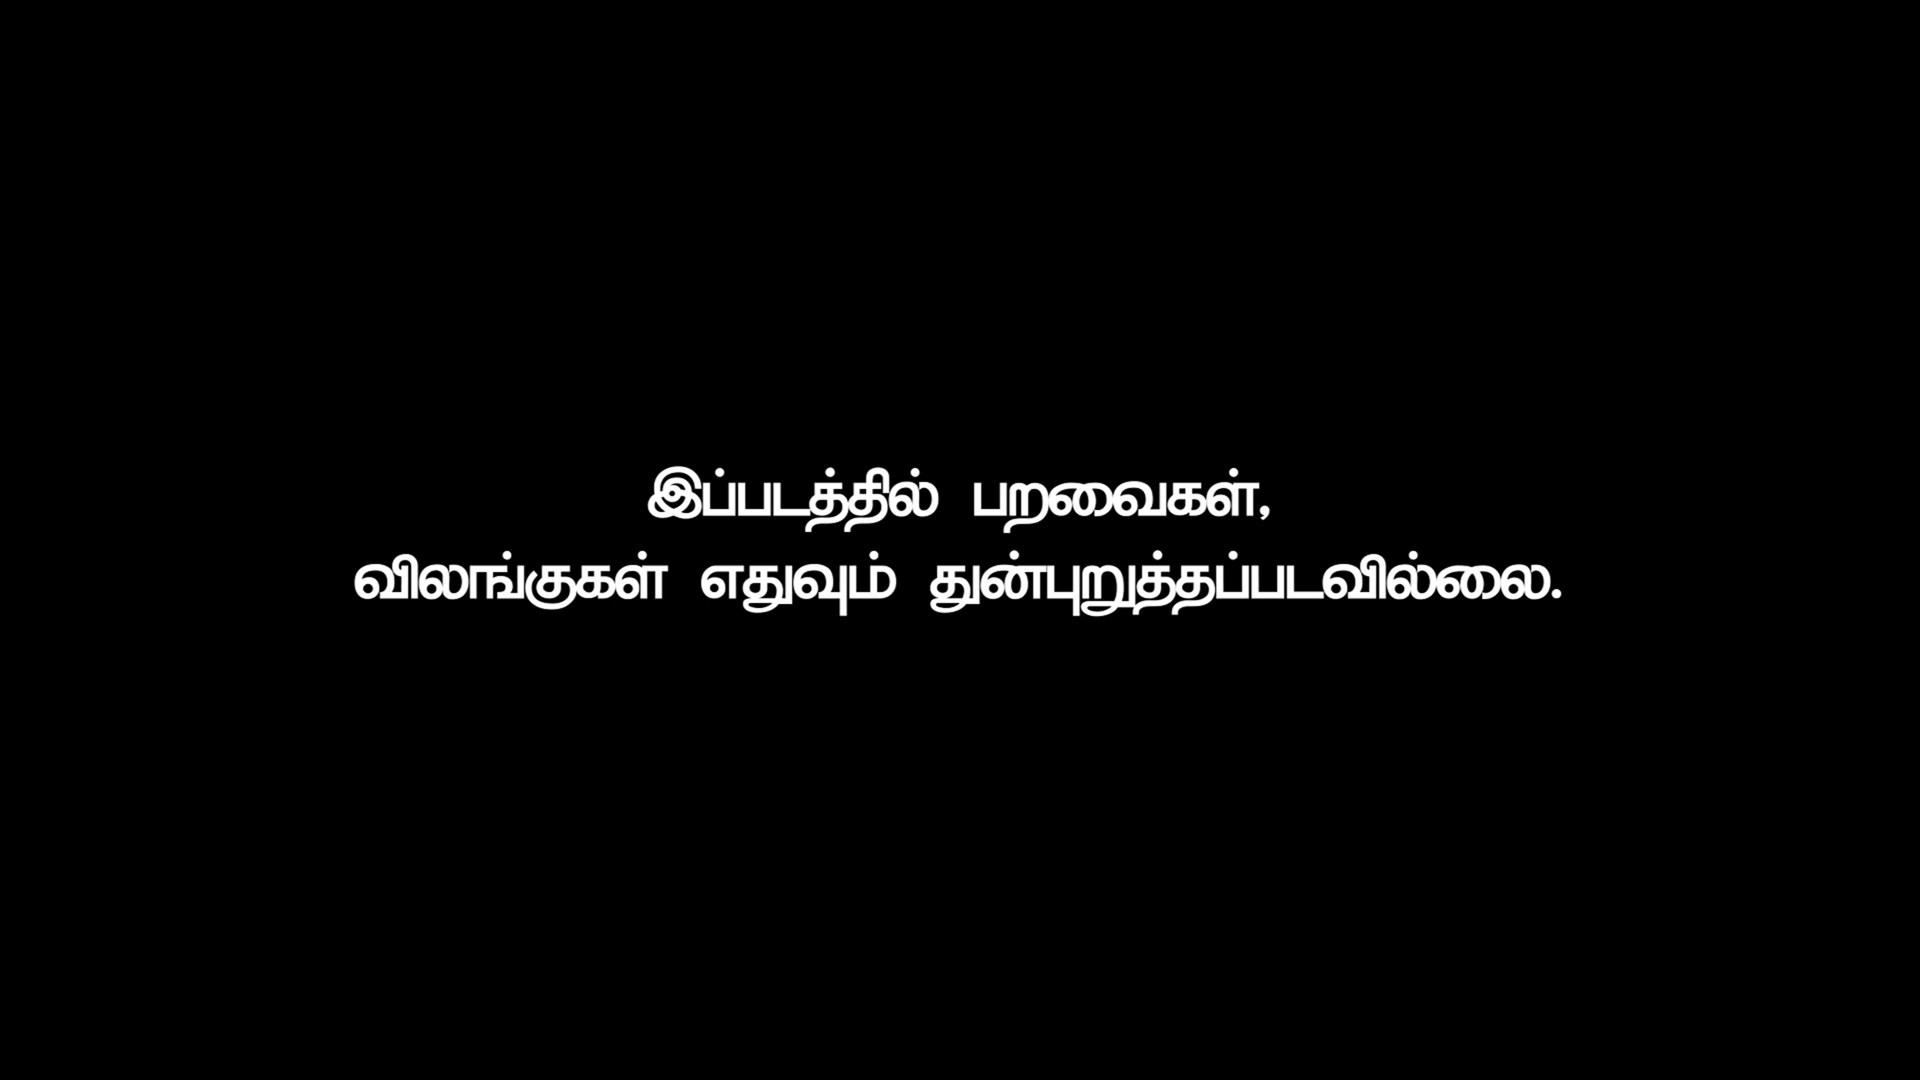 இப்படத்தில் பறவைகள்,
விலங்குகள் எதுவும் துன்புறுத்தப்படவில்லை.